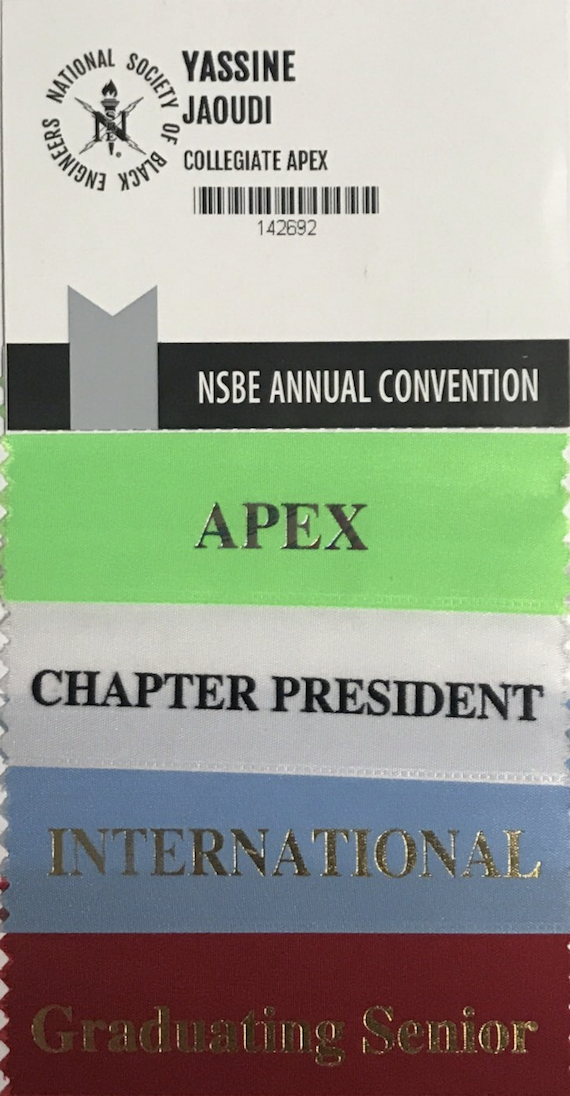 NATIONAL SOCIETY OF BLACK ENGINEERS
NSBE
YASSINE
JAOUDI
COLLEGIATE APEX
142692
NSBE ANNUAL CONVENTION
APEX
CHAPTER PRESIDENT
INTERNATIONAL
Graduating Senior